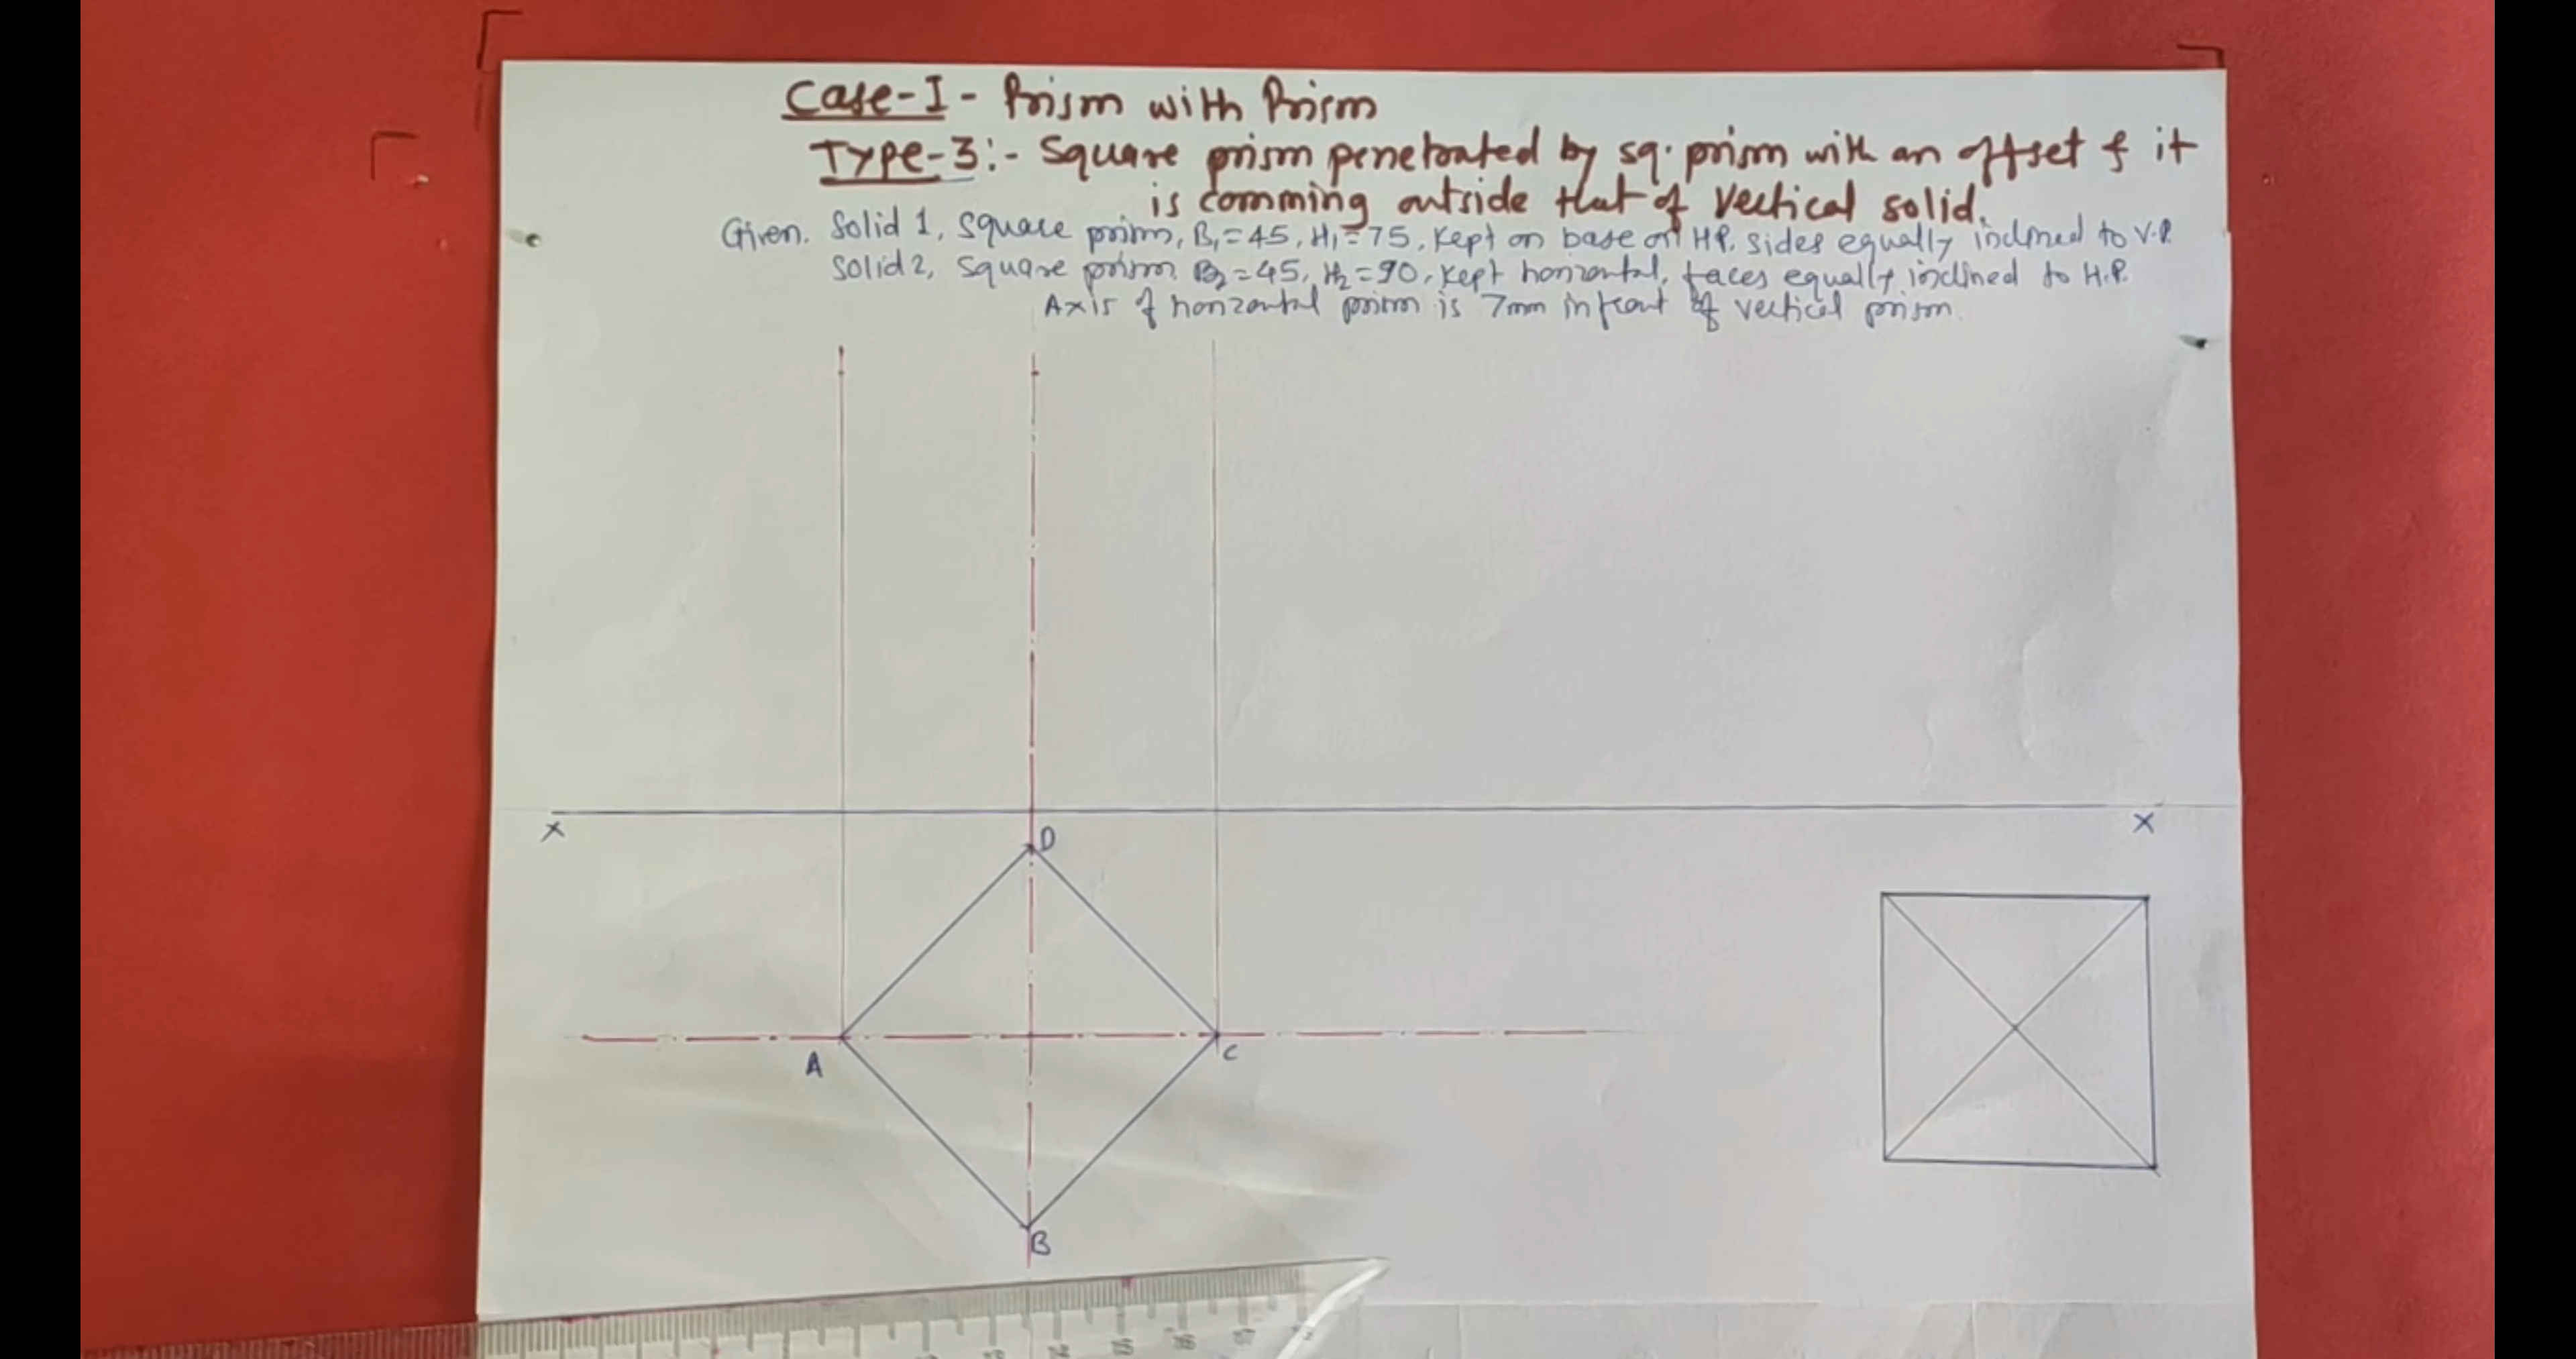 Case-I - Prism with Prism
Type-3:- Square prism penetrated by sq. prism with an offset & it
is comming outside that of vertical solid.
Given. Solid 1, square prism, B₁=45, H₁=75, Kept on base on HP. sides equally inclined to V.P.
Solid 2, square prism. B₂=45, H₂=90, kept horizontal, faces equally inclined to H.P.
Axis of horizontal prism is 7mm infront of vertical prism.
X
X
D
A
C
B